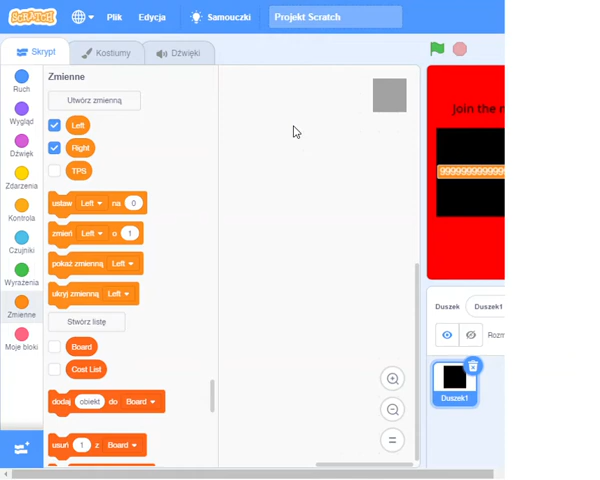 SCRATCH
Plik
Edycja
Samouczki
Projekt Scratch
Skrypt
Kostiumy
Dźwięki
Ruch
Wygląd
Dźwięk
Zdarzenia
Kontrola
Czujniki
Wyrażenia
Zmienne
Moje bloki
Zmienne
Utwórz zmienną
Left
Right
TPS
ustaw Left na 0
zmień Left o 1
pokaż zmienną Left
ukryj zmienną Left
Stwórz listę
Board
Cost List
dodaj obiekt do Board
usuń 1 z Board
Join the
Duszek
Duszek1
Duszek1